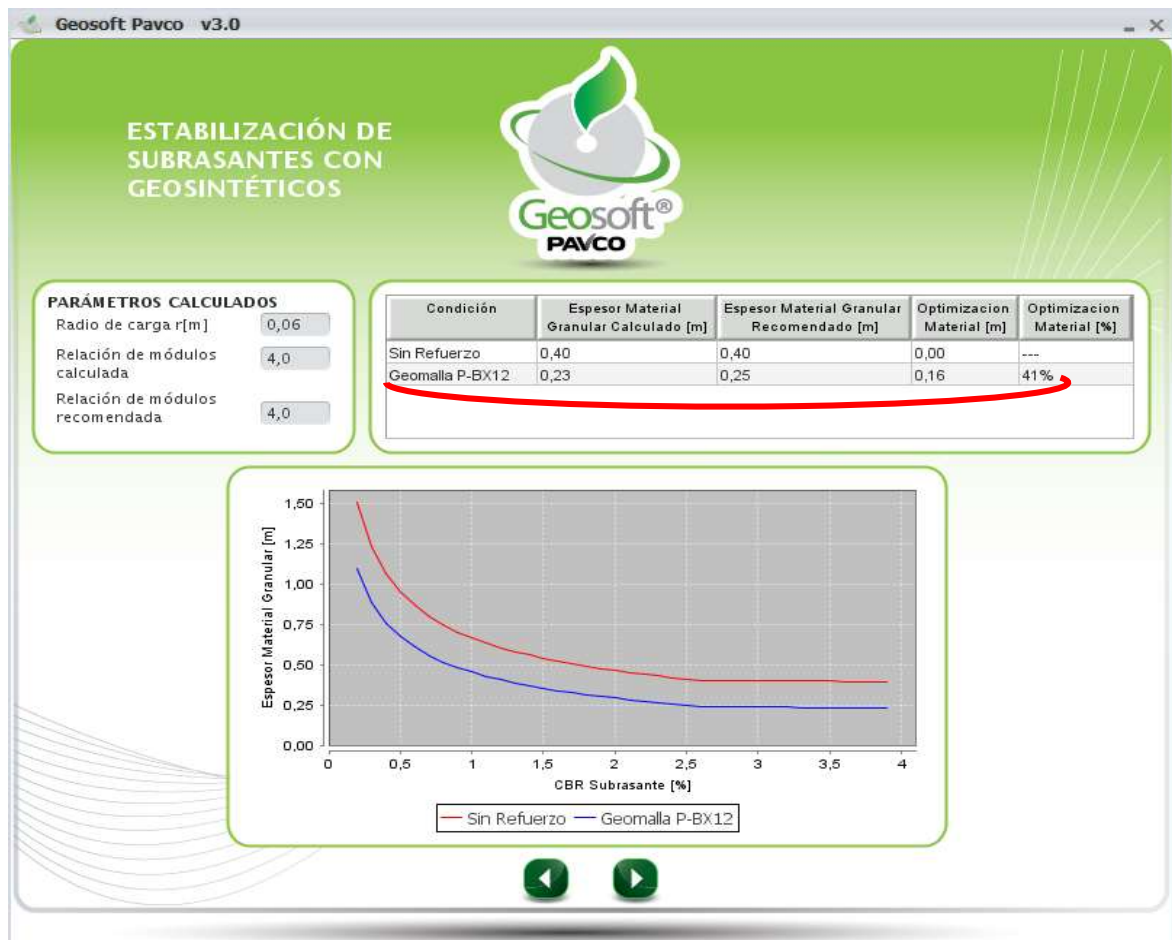 Geosoft Pavco v3.0
ESTABILIZACIÓN DE
SUBRASANTES CON
GEOSINTÉTICOS
Geosoft®
PAVCO
PARÁMETROS CALCULADOS
Radio de carga r[m] 0,06
Relación de módulos
calculada 4,0
Relación de módulos
recomendada 4,0
Condición Espesor Material Granular Calculado [m] Espesor Material Granular Recomendado [m] Optimizacion Material [m] Optimizacion Material [%]
Sin Refuerzo 0,40 0,40 0,00 ---
Geomalla P-BX12 0,23 0,25 0,16 41%
Espesor Material Granular [m]
1,50
1,25
1,00
0,75
0,50
0,25
0,00
0 0,5 1 1,5 2 2,5 3 3,5 4
CBR Subrasante [%]
Sin Refuerzo Geomalla P-BX12